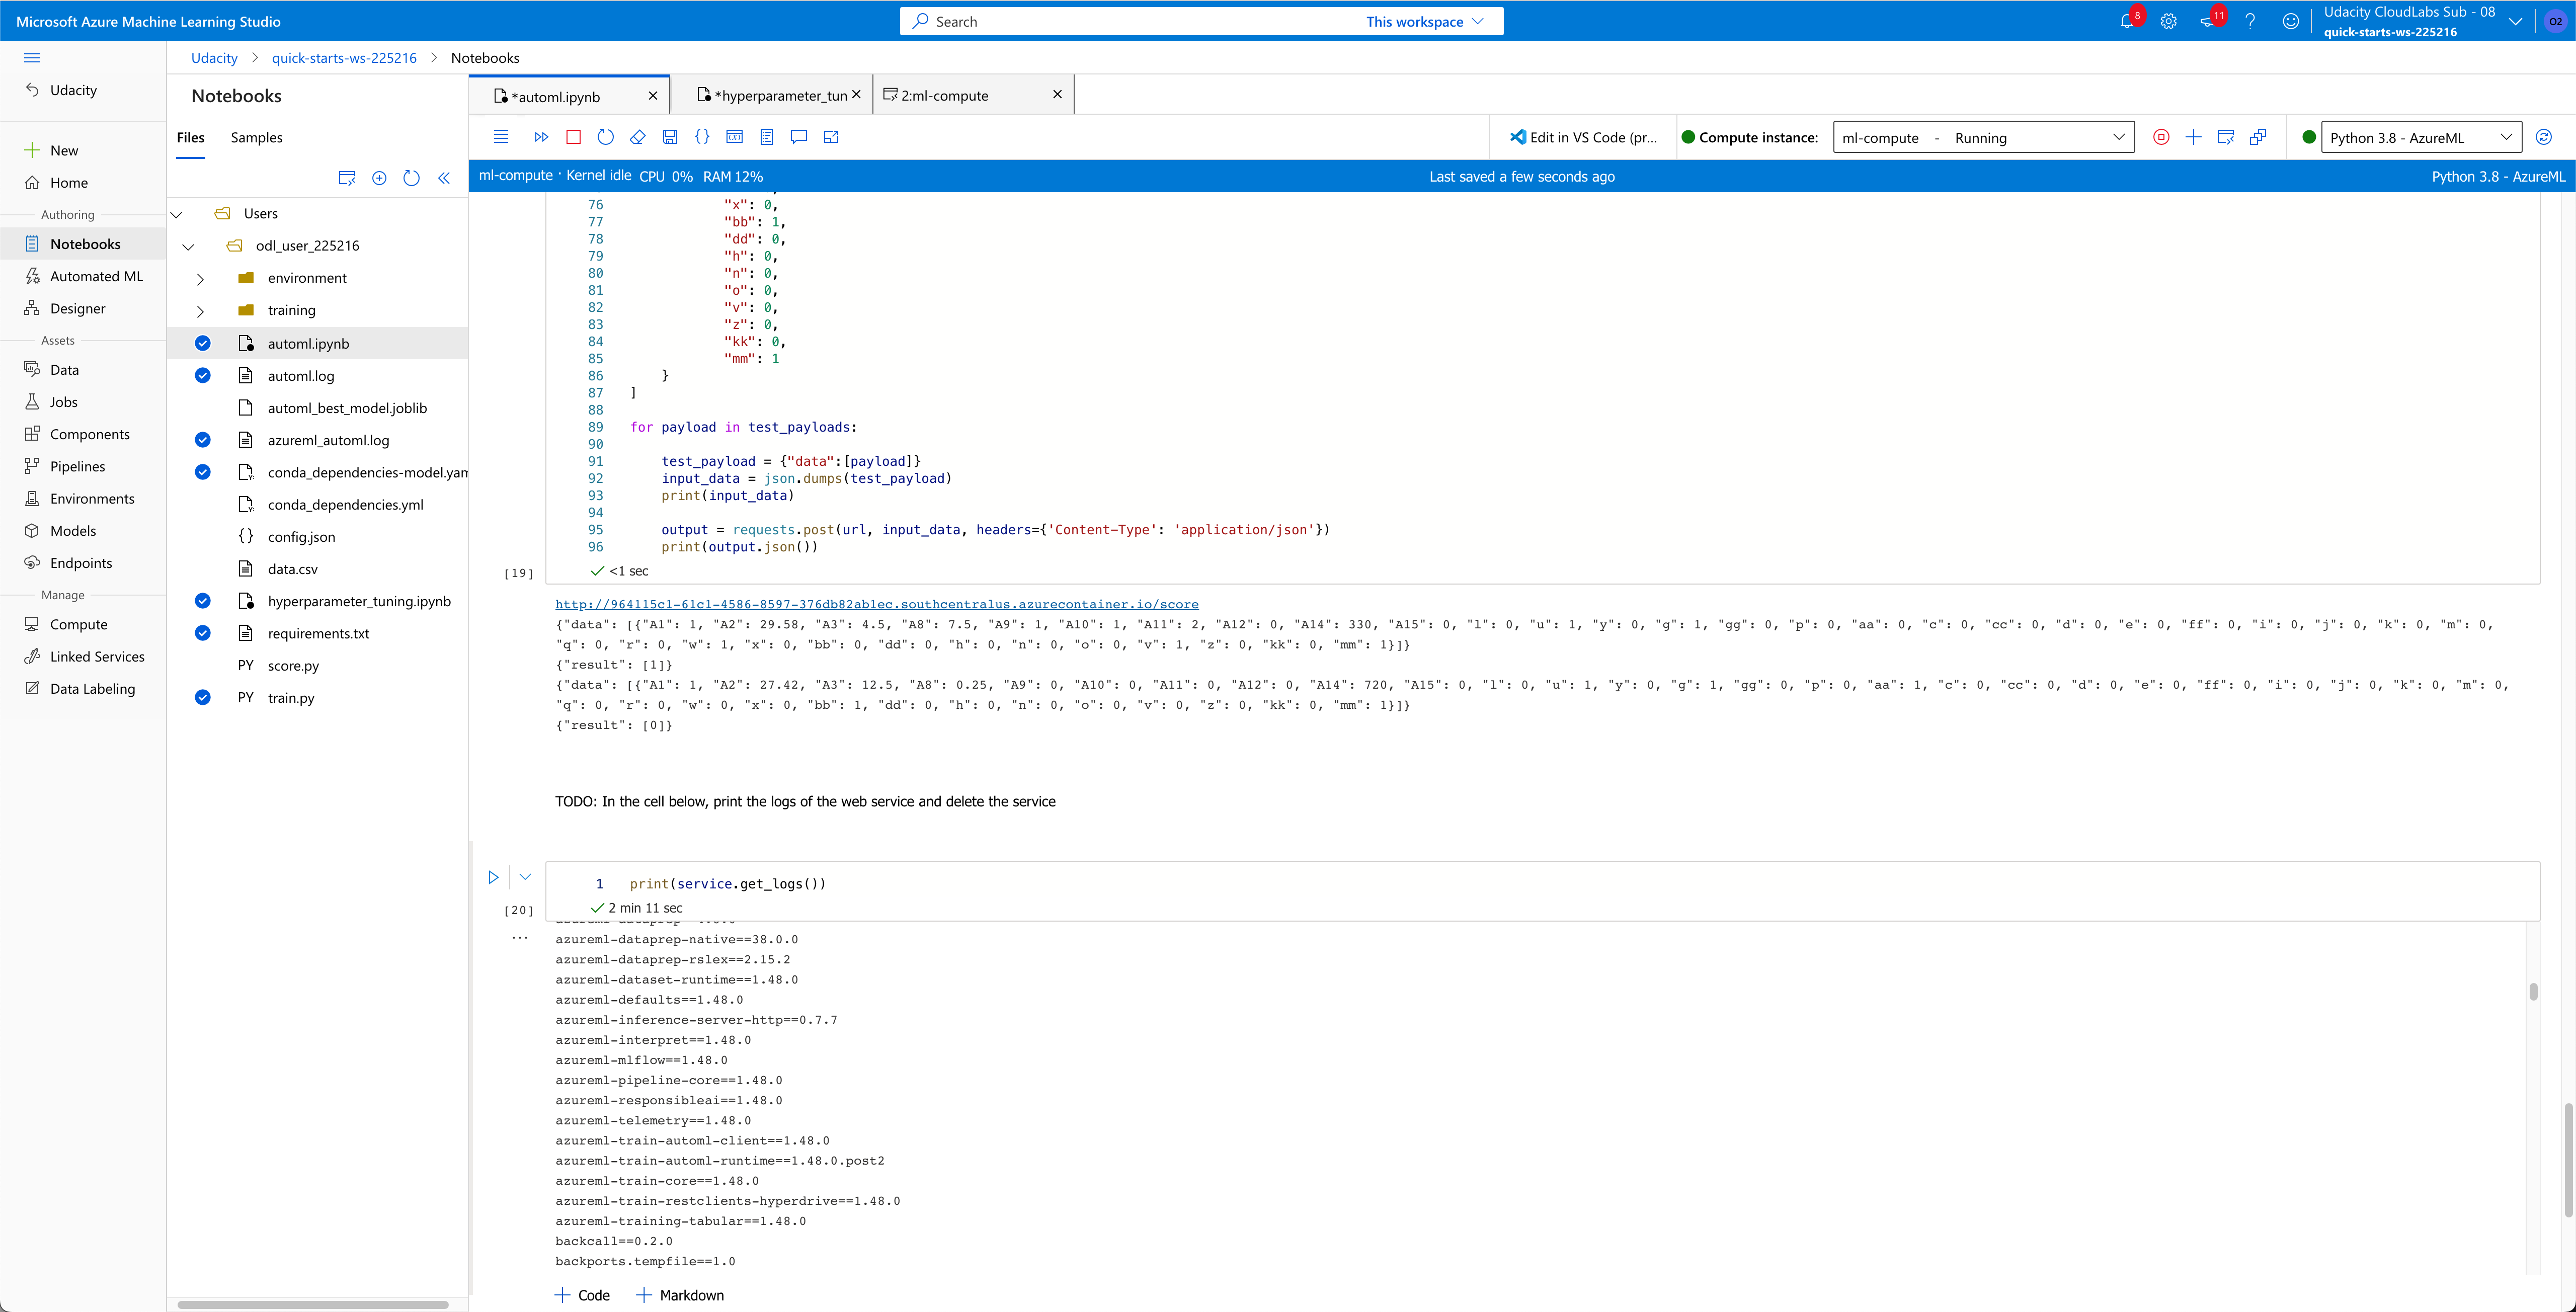 Microsoft Azure Machine Learning Studio
Search
This workspace
8
11
Udacity CloudLabs Sub - 08
quick-starts-ws-225216
O2
Udacity > quick-starts-ws-225216 > Notebooks
Udacity
New
Home
Authoring
Notebooks
Automated ML
Designer
Assets
Data
Jobs
Components
Pipelines
Environments
Models
Endpoints
Manage
Compute
Linked Services
Data Labeling
Notebooks
Files Samples
Users
odl_user_225216
environment
training
automl.ipynb
automl.log
automl_best_model.joblib
azureml_automl.log
conda_dependencies-model.yam
conda_dependencies.yml
{} config.json
data.csv
hyperparameter_tuning.ipynb
requirements.txt
PY score.py
PY train.py
*automl.ipynb
*hyperparameter_tun
2:ml-compute
Edit in VS Code (pr...
Compute instance:
ml-compute - Running
Python 3.8 - AzureML
ml-compute · Kernel idle CPU 0% RAM 12%
Last saved a few seconds ago
Python 3.8 - AzureML
76 "x": 0,
77 "bb": 1,
78 "dd": 0,
79 "h": 0,
80 "n": 0,
81 "o": 0,
82 "v": 0,
83 "z": 0,
84 "kk": 0,
85 "mm": 1
86 }
87 ]
88
89 for payload in test_payloads:
90
91 test_payload = {"data":[payload]}
92 input_data = json.dumps(test_payload)
93 print(input_data)
94
95 output = requests.post(url, input_data, headers={'Content-Type': 'application/json'})
96 print(output.json())
[19] <1 sec
http://964115c1-61c1-4586-8597-376db82ab1ec.southcentralus.azurecontainer.io/score
{"data": [{"A1": 1, "A2": 29.58, "A3": 4.5, "A8": 7.5, "A9": 1, "A10": 1, "A11": 2, "A12": 0, "A14": 330, "A15": 0, "l": 0, "u": 1, "y": 0, "g": 1, "gg": 0, "p": 0, "aa": 0, "c": 0, "cc": 0, "d": 0, "e": 0, "ff": 0, "i": 0, "j": 0, "k": 0, "m": 0,
"q": 0, "r": 0, "w": 1, "x": 0, "bb": 0, "dd": 0, "h": 0, "n": 0, "o": 0, "v": 1, "z": 0, "kk": 0, "mm": 1}]}
{"result": [1]}
{"data": [{"A1": 1, "A2": 27.42, "A3": 12.5, "A8": 0.25, "A9": 0, "A10": 0, "A11": 0, "A12": 0, "A14": 720, "A15": 0, "l": 0, "u": 1, "y": 0, "g": 1, "gg": 0, "p": 0, "aa": 1, "c": 0, "cc": 0, "d": 0, "e": 0, "ff": 0, "i": 0, "j": 0, "k": 0, "m": 0,
"q": 0, "r": 0, "w": 0, "x": 0, "bb": 1, "dd": 0, "h": 0, "n": 0, "o": 0, "v": 0, "z": 0, "kk": 0, "mm": 1}]}
{"result": [0]}
TODO: In the cell below, print the logs of the web service and delete the service
1 print(service.get_logs())
[20] 2 min 11 sec
...
azureml-dataprep-native==38.0.0
azureml-dataprep-rslex==2.15.2
azureml-dataset-runtime==1.48.0
azureml-defaults==1.48.0
azureml-inference-server-http==0.7.7
azureml-interpret==1.48.0
azureml-mlflow==1.48.0
azureml-pipeline-core==1.48.0
azureml-responsibleai==1.48.0
azureml-telemetry==1.48.0
azureml-train-automl-client==1.48.0
azureml-train-automl-runtime==1.48.0.post2
azureml-train-core==1.48.0
azureml-train-restclients-hyperdrive==1.48.0
azureml-training-tabular==1.48.0
backcall==0.2.0
backports.tempfile==1.0
Code Markdown